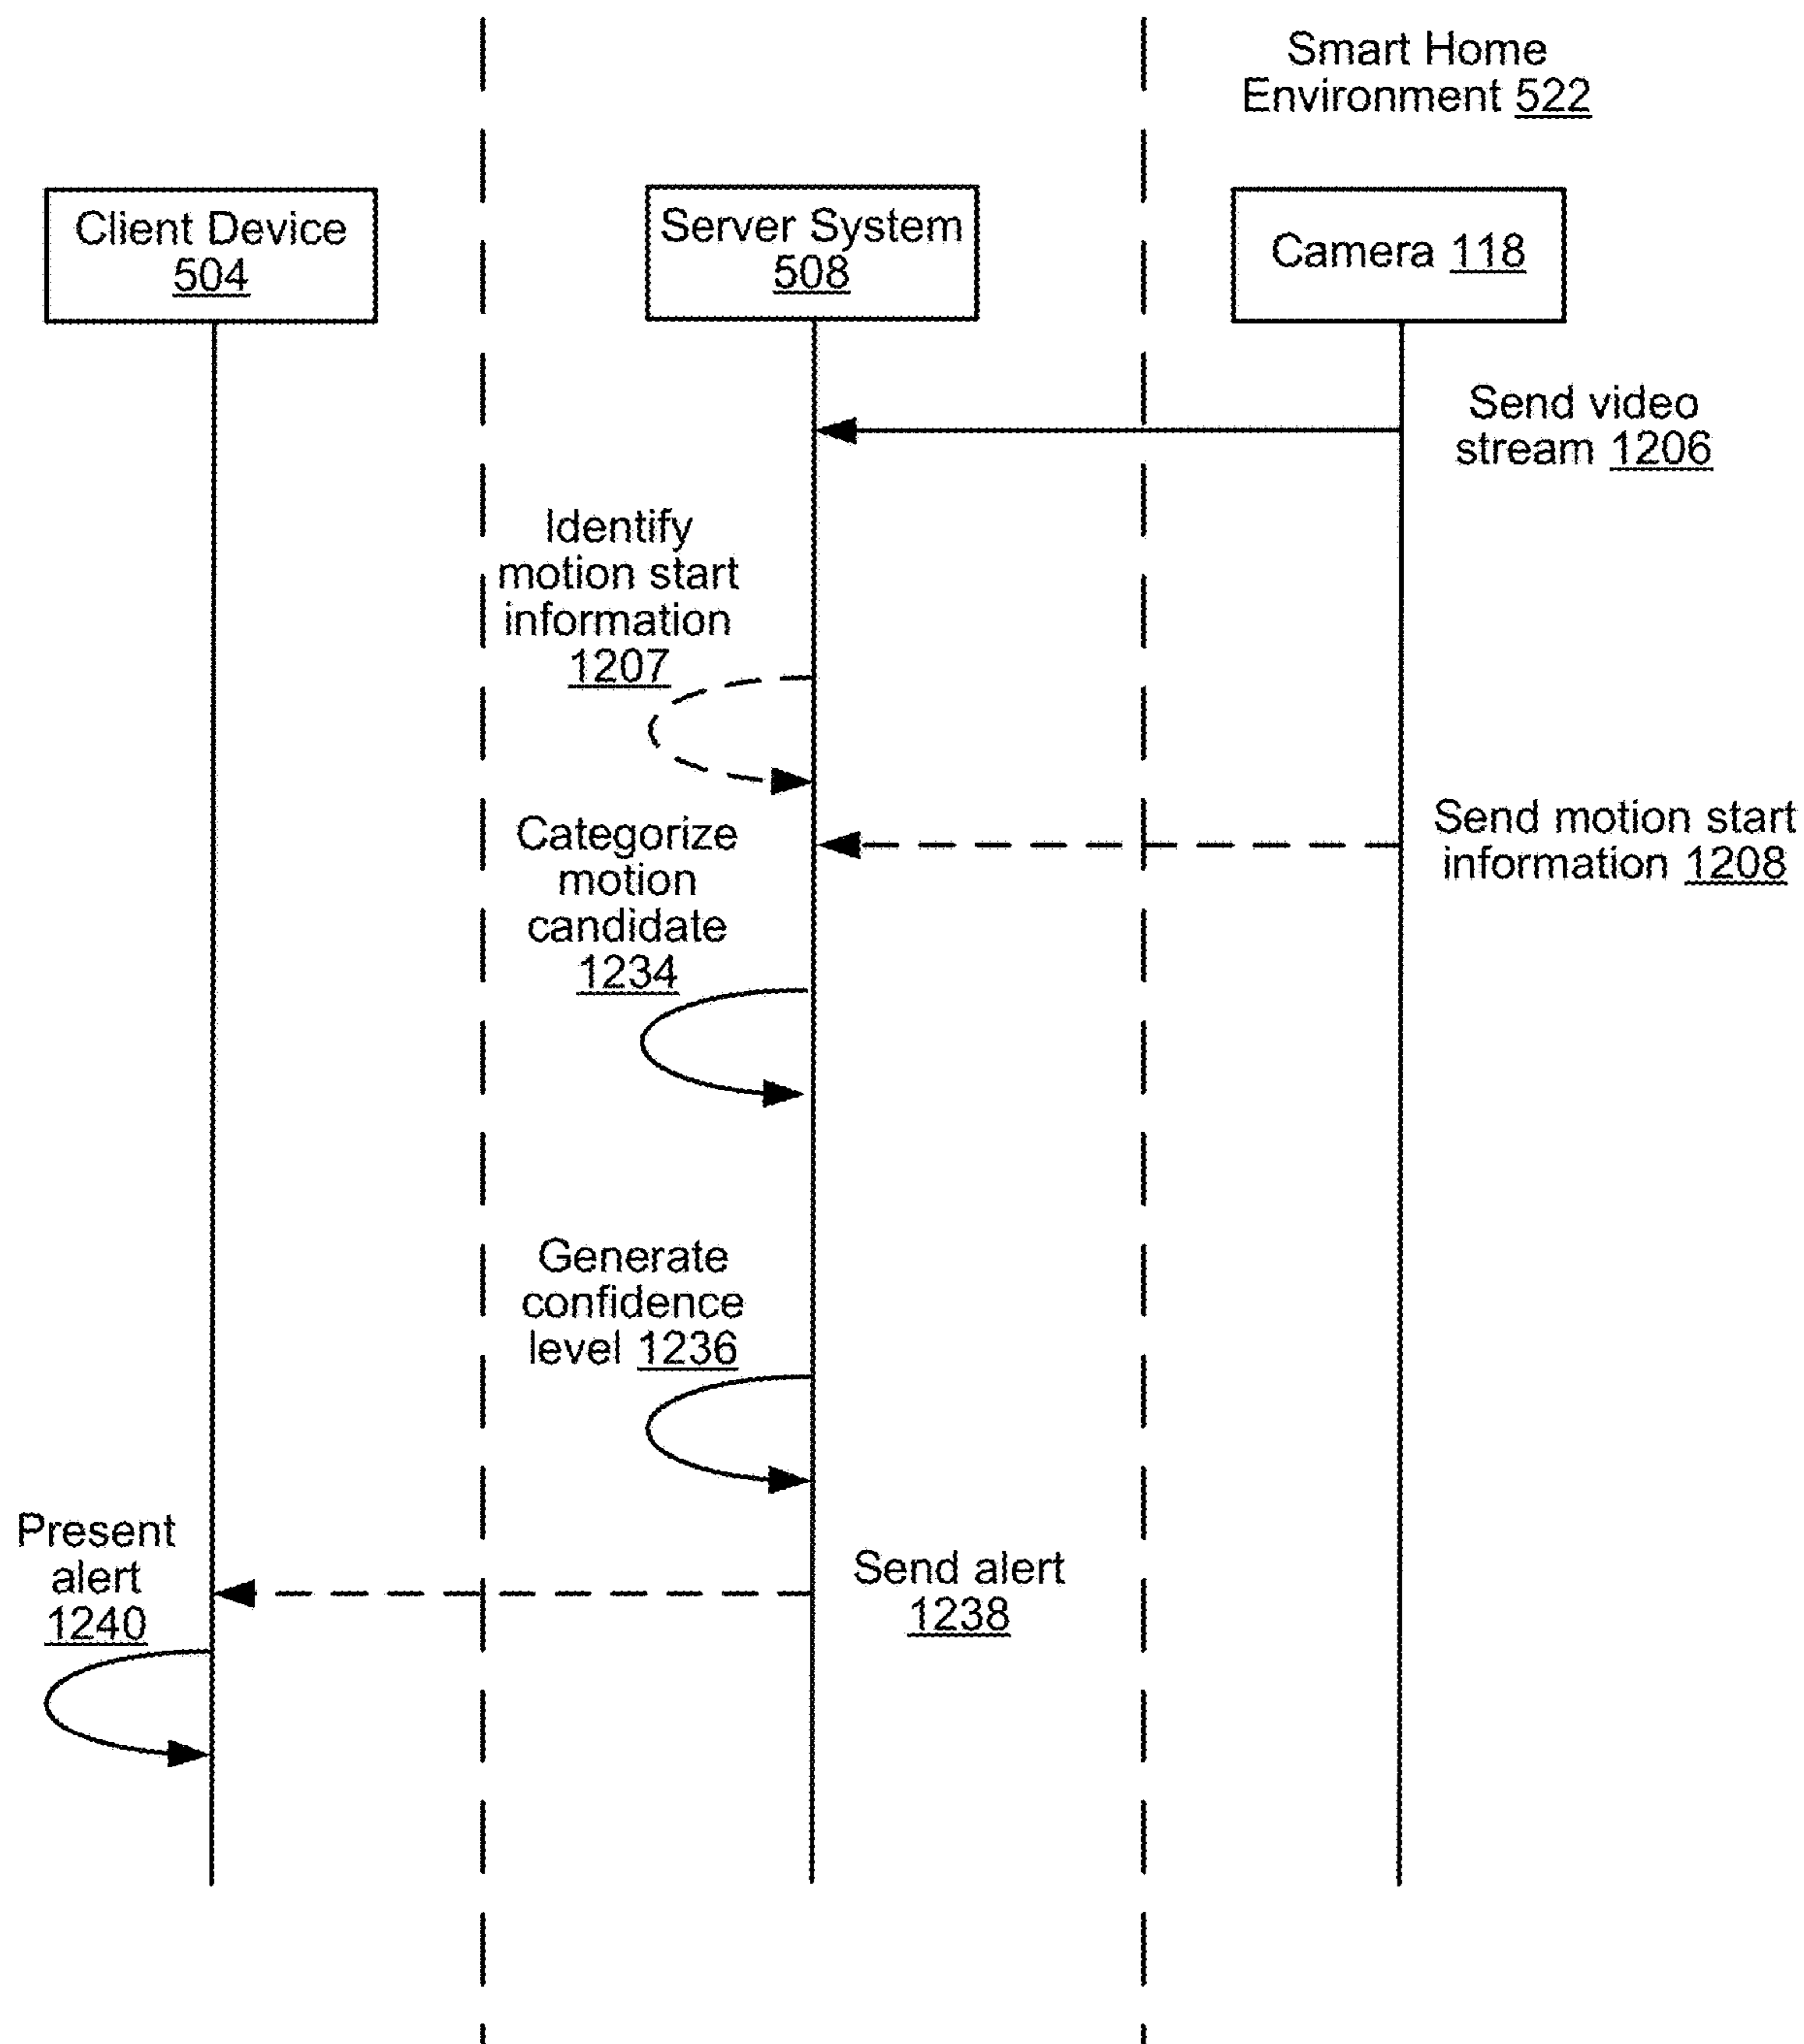 Smart Home
Environment 522
Client Device
504
Server System
508
Camera 118
Send video
stream 1206
Identify
motion start
information
1207
Send motion start
information 1208
Categorize
motion
candidate
1234
Generate
confidence
level 1236
Present
alert
1240
Send alert
1238